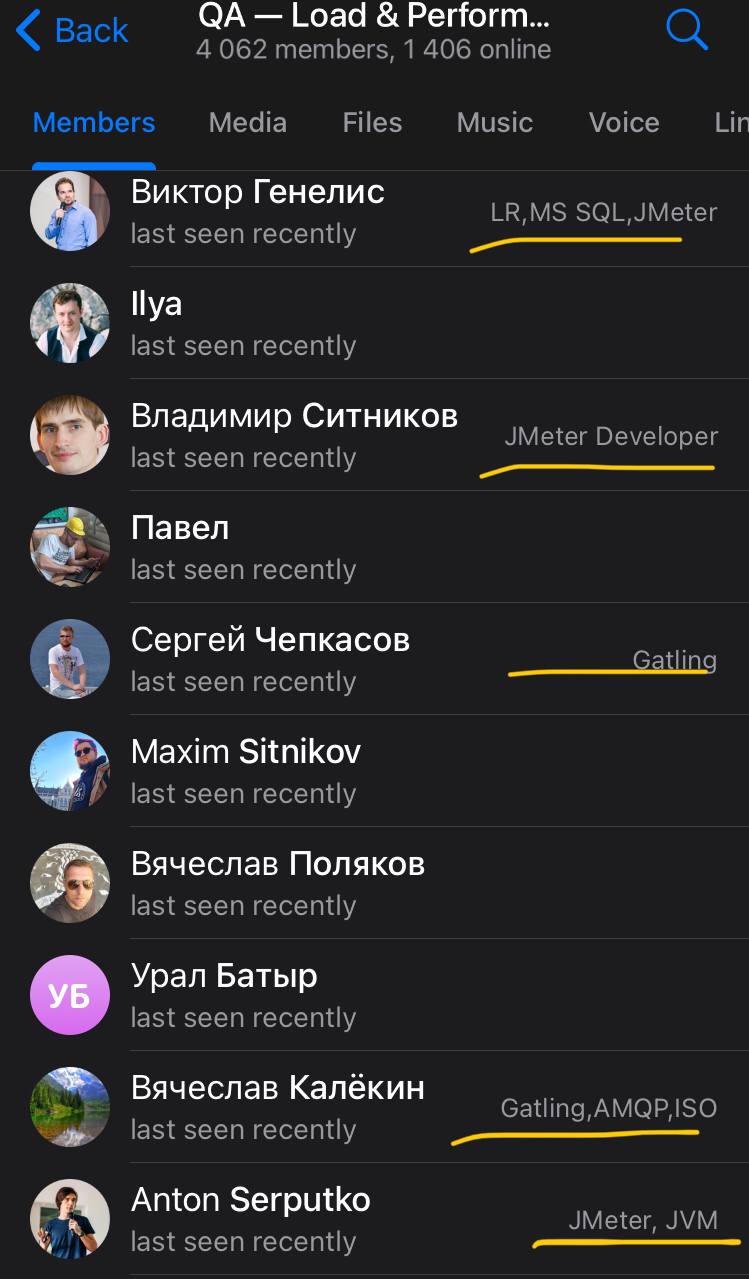 Back
QA — Load & Perform...
4 062 members, 1 406 online
Members Media Files Music Voice Lin
Виктор Генелис
last seen recently
LR,MS SQL,JMeter
Ilya
last seen recently
Владимир Ситников
last seen recently
JMeter Developer
Павел
last seen recently
Сергей Чепкасов
last seen recently
Gatling
Maxim Sitnikov
last seen recently
Вячеслав Поляков
last seen recently
УБ
Урал Батыр
last seen recently
Вячеслав Калёкин
last seen recently
Gatling,AMQP,ISO
Anton Serputko
last seen recently
JMeter, JVM